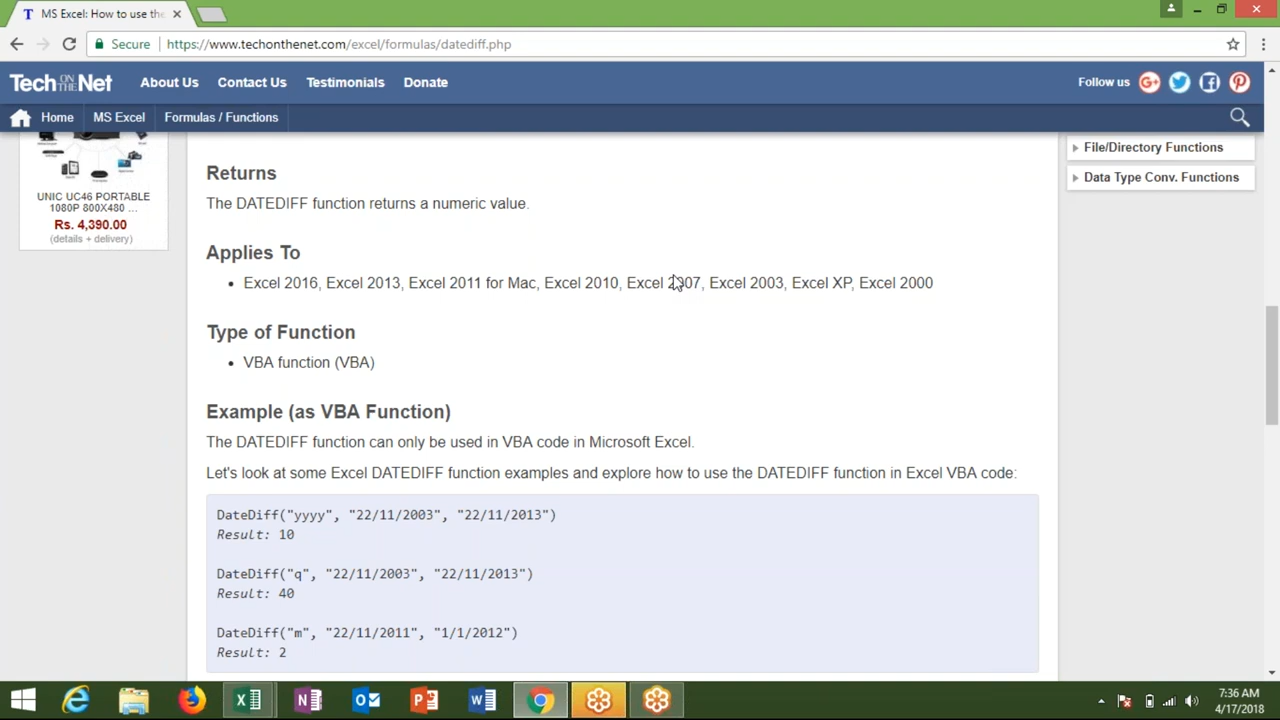 T MS Excel: How to use the
Secure https://www.techonthenet.com/excel/formulas/datediff.php
Tech ON THE Net About Us Contact Us Testimonials Donate Follow us
Home MS Excel Formulas / Functions
UNIC UC46 PORTABLE
1080P 800X480 ...
Rs. 4,390.00
(details + delivery)
Returns
The DATEDIFF function returns a numeric value.
Applies To
• Excel 2016, Excel 2013, Excel 2011 for Mac, Excel 2010, Excel 2007, Excel 2003, Excel XP, Excel 2000
Type of Function
• VBA function (VBA)
Example (as VBA Function)
The DATEDIFF function can only be used in VBA code in Microsoft Excel.
Let's look at some Excel DATEDIFF function examples and explore how to use the DATEDIFF function in Excel VBA code:
DateDiff("yyyy", "22/11/2003", "22/11/2013")
Result: 10
DateDiff("q", "22/11/2003", "22/11/2013")
Result: 40
DateDiff("m", "22/11/2011", "1/1/2012")
Result: 2
File/Directory Functions
Data Type Conv. Functions
7:36 AM
4/17/2018